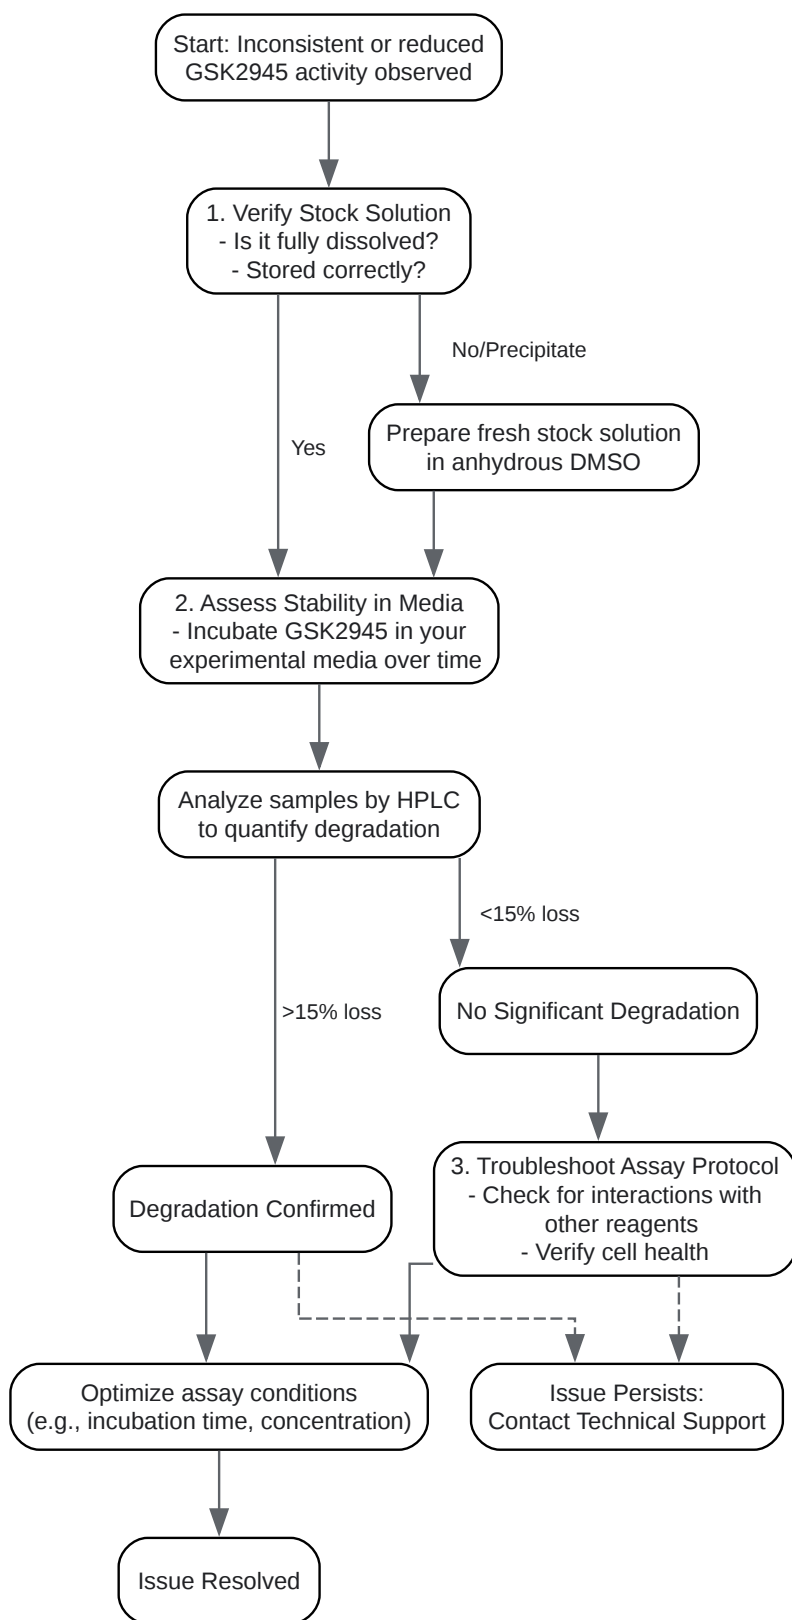 Start: Inconsistent or reduced
GSK2945 activity observed
1. Verify Stock Solution
- Is it fully dissolved?
- Stored correctly?
No/Precipitate
Yes
Prepare fresh stock solution
in anhydrous DMSO
2. Assess Stability in Media
- Incubate GSK2945 in your
experimental media over time
Analyze samples by HPLC
to quantify degradation
<15% loss
>15% loss
No Significant Degradation
3. Troubleshoot Assay Protocol
- Check for interactions with
other reagents
- Verify cell health
Degradation Confirmed
Optimize assay conditions
(e.g., incubation time, concentration)
Issue Persists:
Contact Technical Support
Issue Resolved